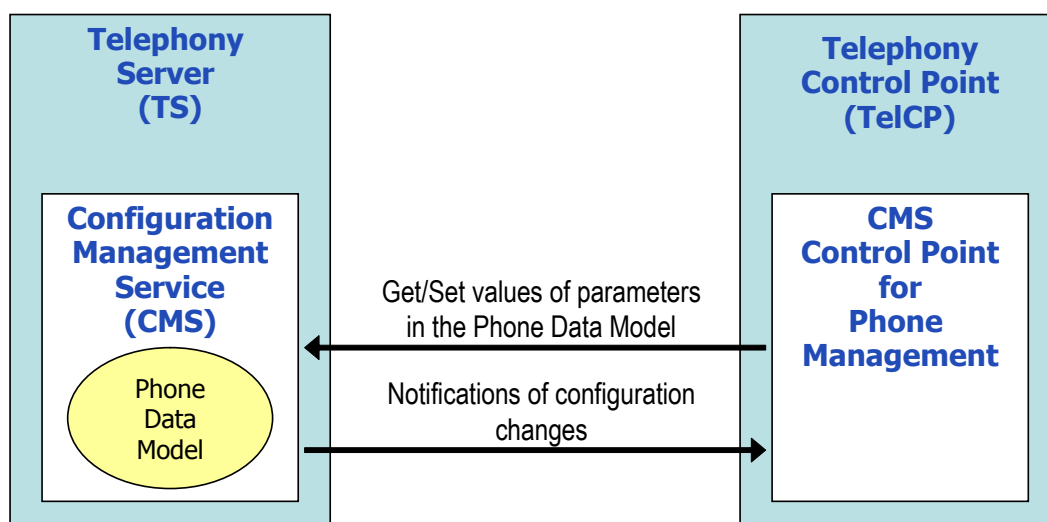 Telephony
Server
(TS)
Configuration
Management
Service
(CMS)
Phone
Data
Model
Get/Set values of parameters
in the Phone Data Model
Notifications of configuration
changes
Telephony
Control Point
(TelCP)
CMS
Control Point
for
Phone
Management